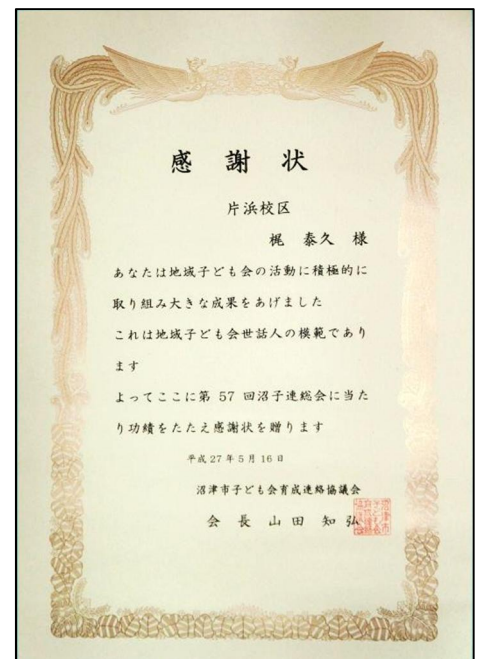 感謝状
片浜校区
梶 泰久 様
あなたは地域子ども会の活動に積極的に
取り組み大きな成果をあげました
これは地域子ども会世話人の模範であり
ます
よってここに第 57 回沼子連総会に当た
り功績をたたえ感謝状を贈ります
平成27年5月16日
沼津市子ども会育成連絡協議会
会長 山田 知弘